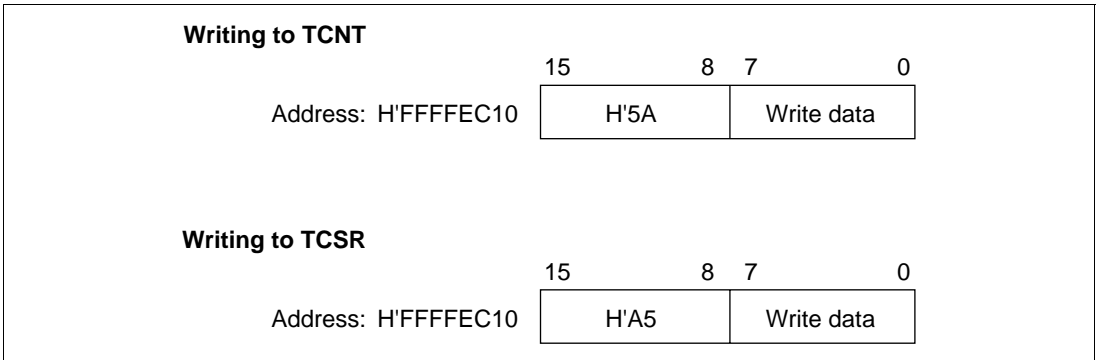 Writing to TCNT
15 8 7 0
Address: H'FFFFEC10 H'5A Write data
Writing to TCSR
15 8 7 0
Address: H'FFFFEC10 H'A5 Write data